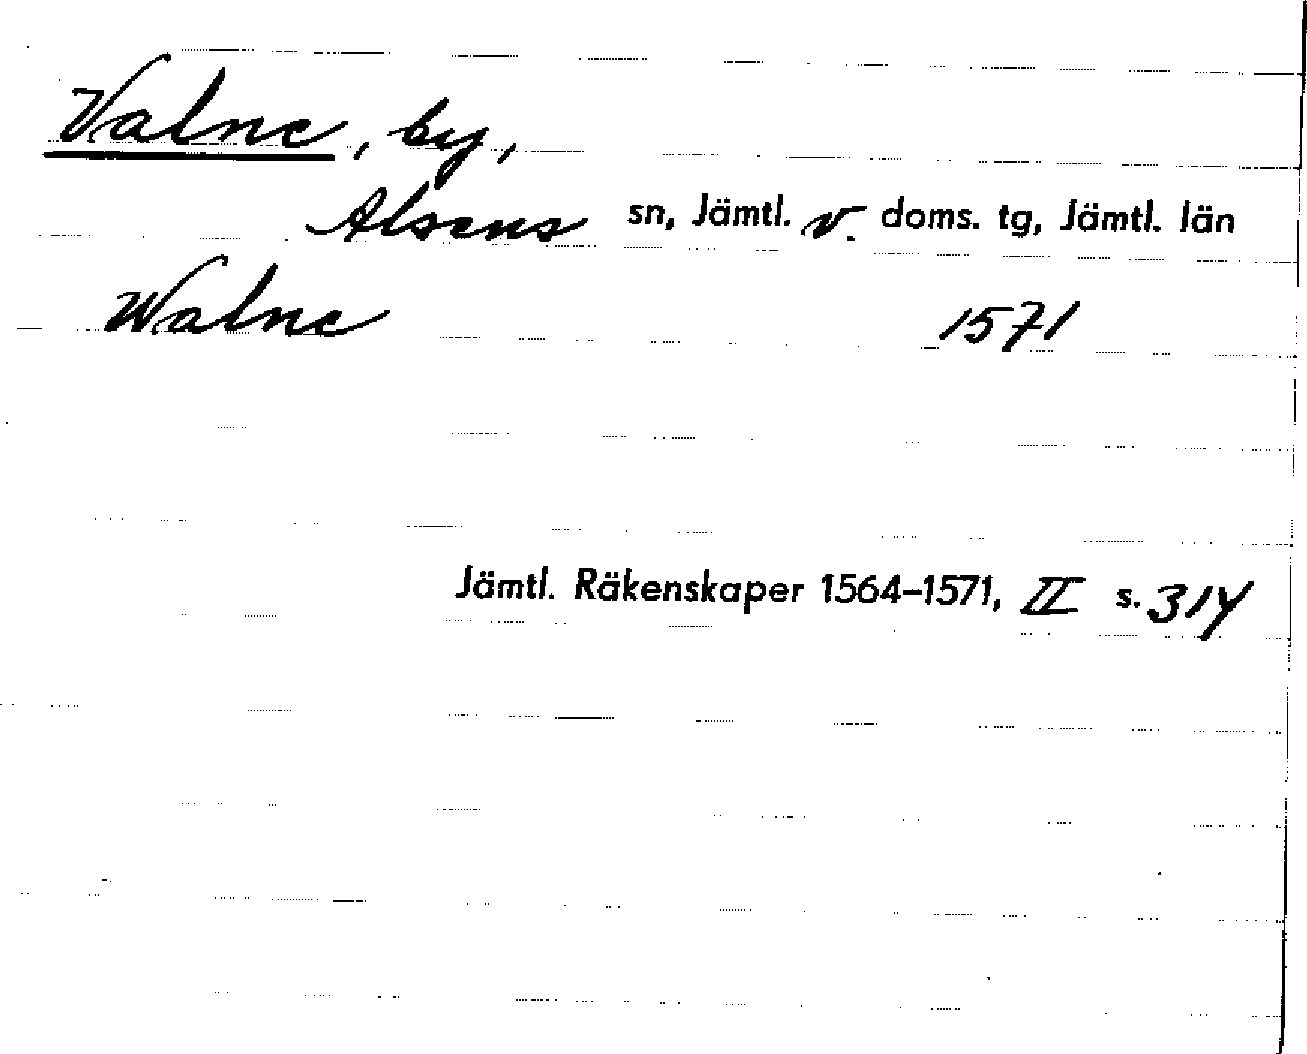 Valne, by,
Alsens sn, Jämtl. v. doms. tg, Jämtl. län
Walne 1571
Jämtl. Räkenskaper 1564–1571, II s. 314